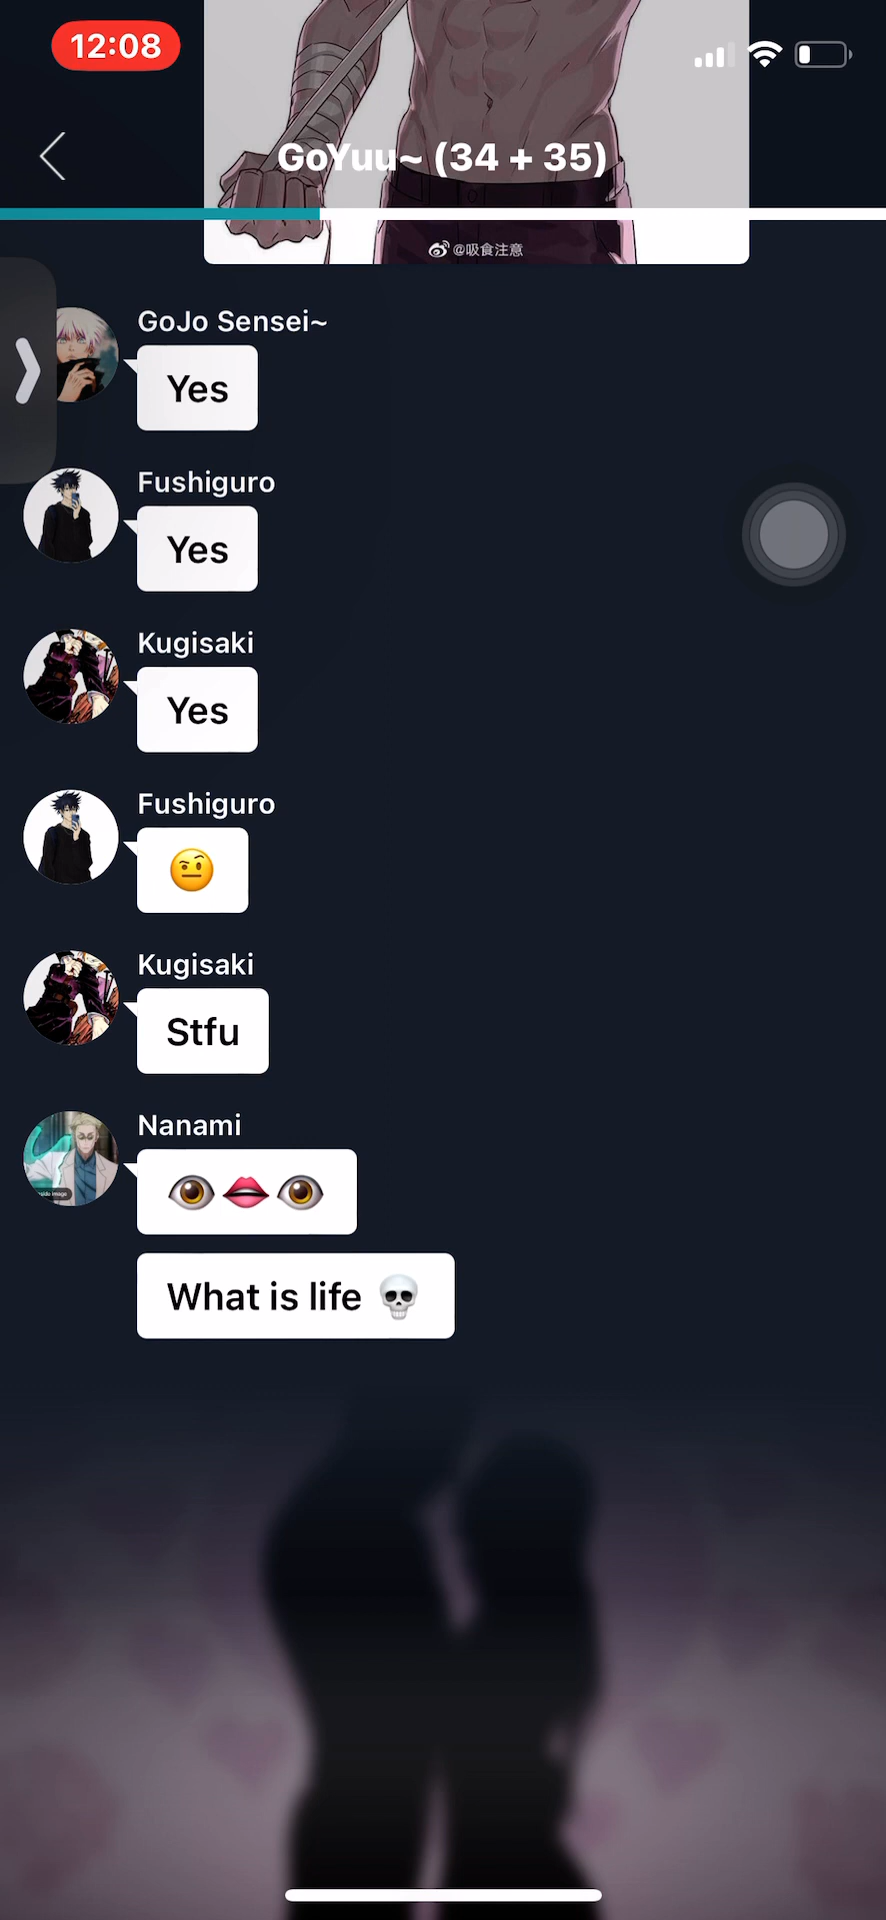 12:08
GoYuu~ (34 + 35)
@吸食注意
GoJo Sensei~
Yes
Fushiguro
Yes
Kugisaki
Yes
Fushiguro
🤨
Kugisaki
Stfu
Nanami
👁👄👁
What is life 💀